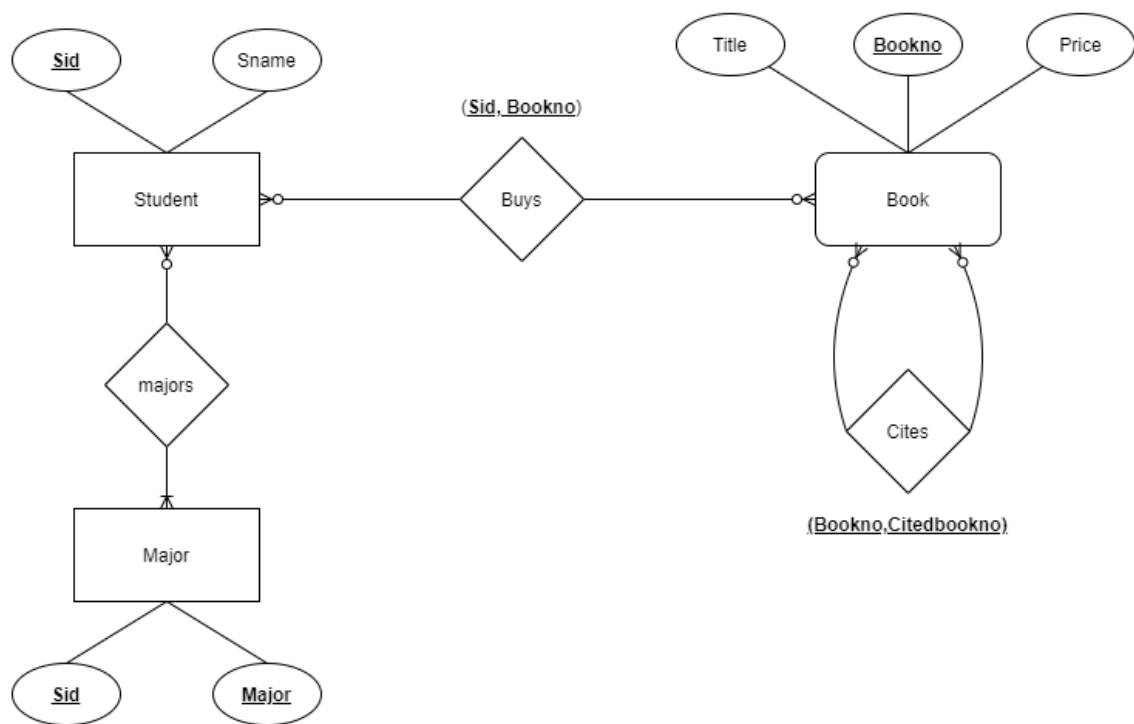 Title
Bookno
Price
Sid
Sname
(Sid, Bookno)
Student
Buys
Book
majors
Cites
(Bookno,Citedbookno)
Major
Sid
Major